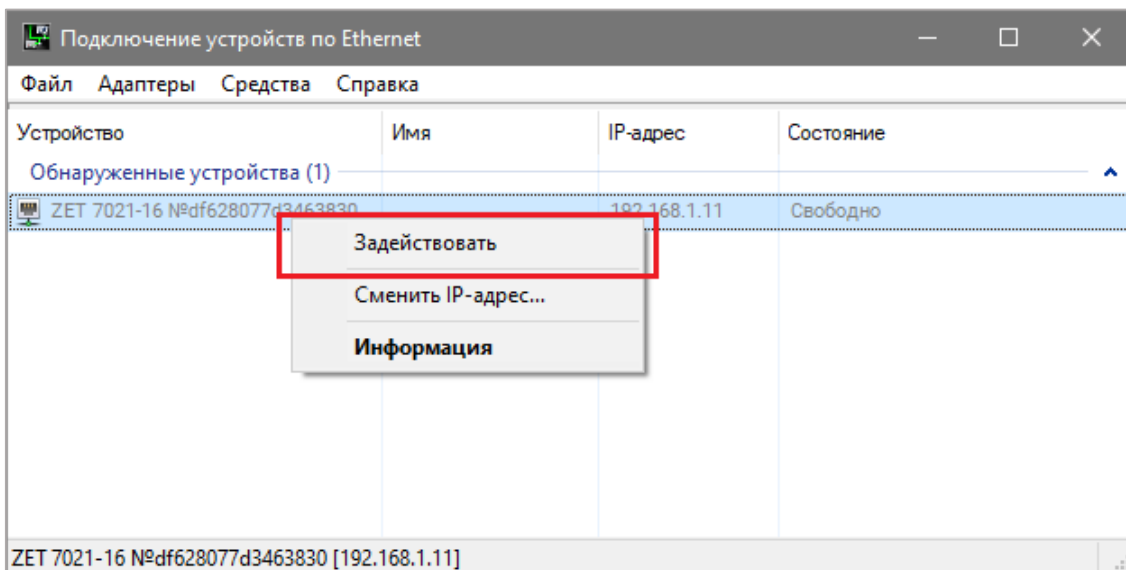 Подключение устройств по Ethernet
Файл Адаптеры Средства Справка
Устройство Имя IP-адрес Состояние
Обнаруженные устройства (1)
ZET 7021-16 №df628077d3463830 192.168.1.11 Свободно
Задействовать
Сменить IP-адрес...
Информация
ZET 7021-16 №df628077d3463830 [192.168.1.11]